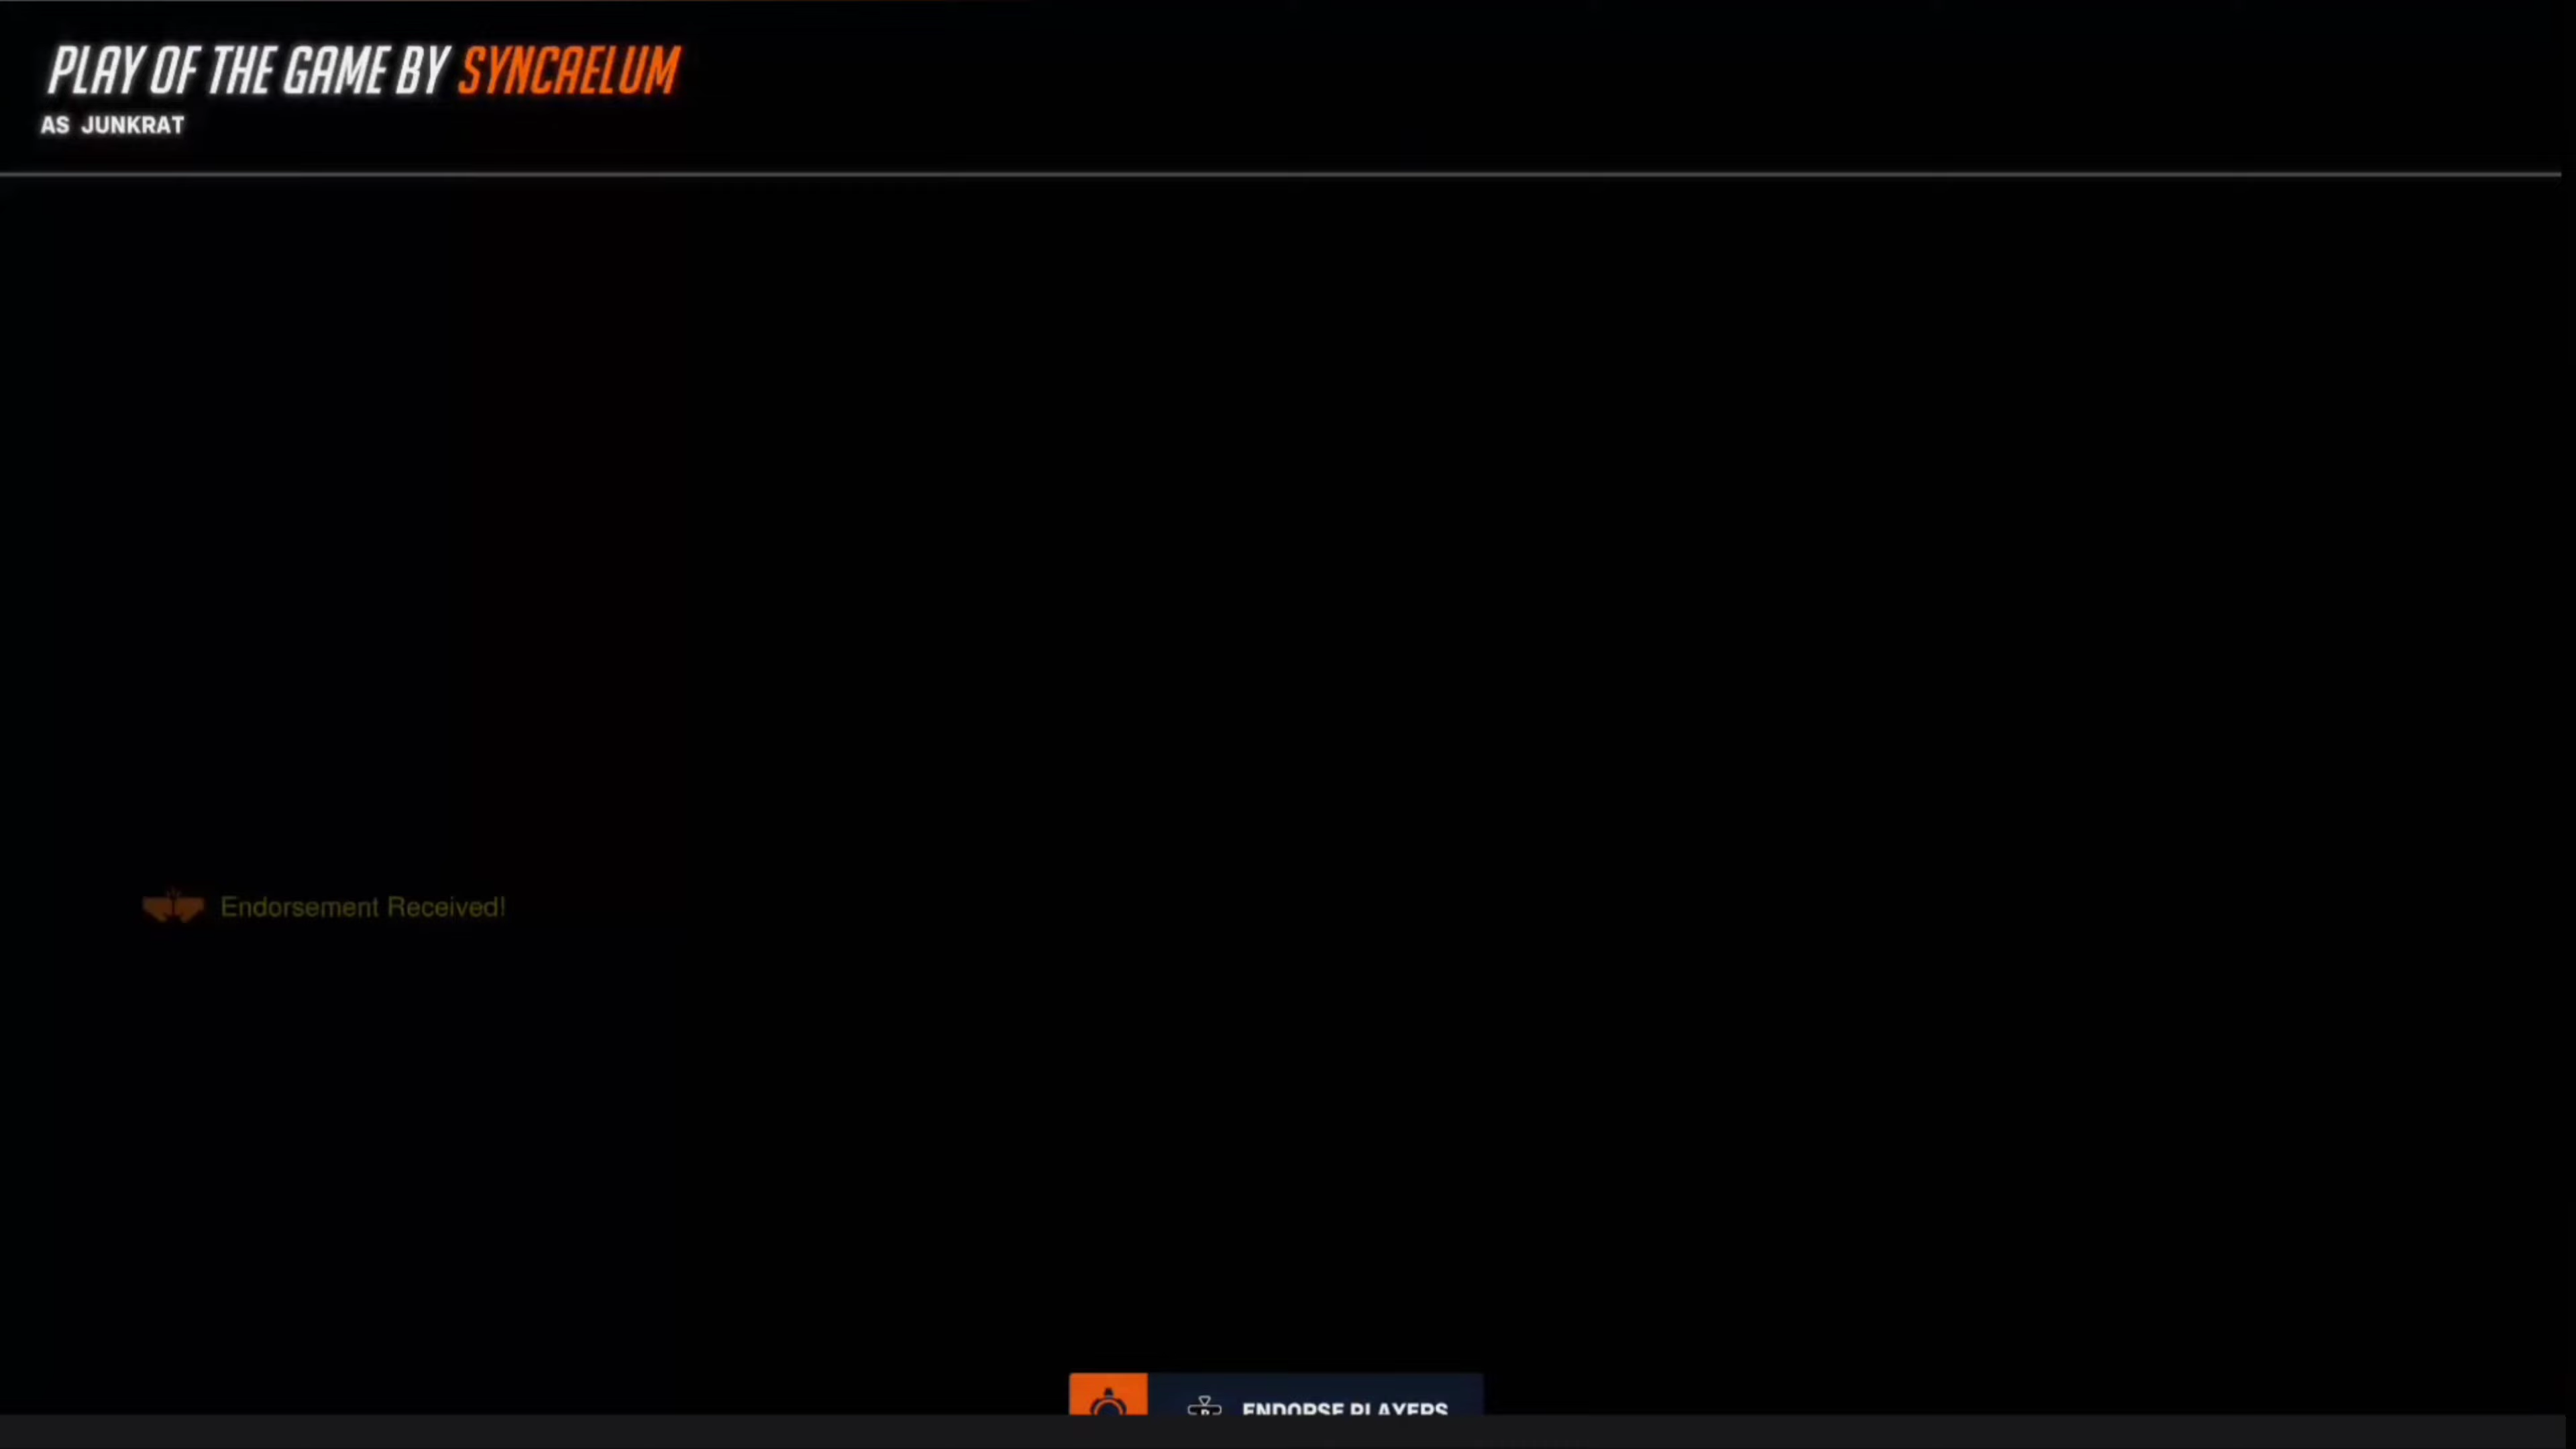 PLAY OF THE GAME BY SYNCAELUM
AS JUNKRAT
Endorsement Received!
ENDORSE PLAYERS